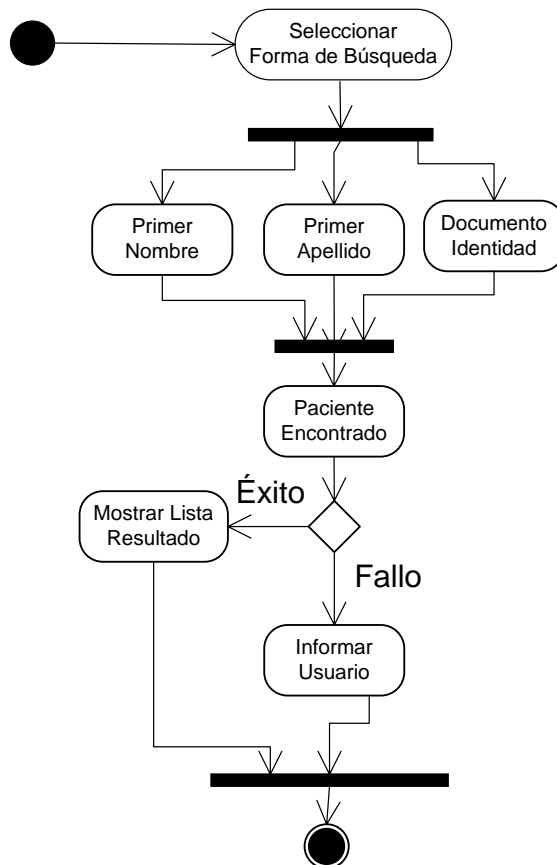 Seleccionar
Forma de Búsqueda
Primer
Nombre
Primer
Apellido
Documento
Identidad
Paciente
Encontrado
Éxito
Mostrar Lista
Resultado
Fallo
Informar
Usuario